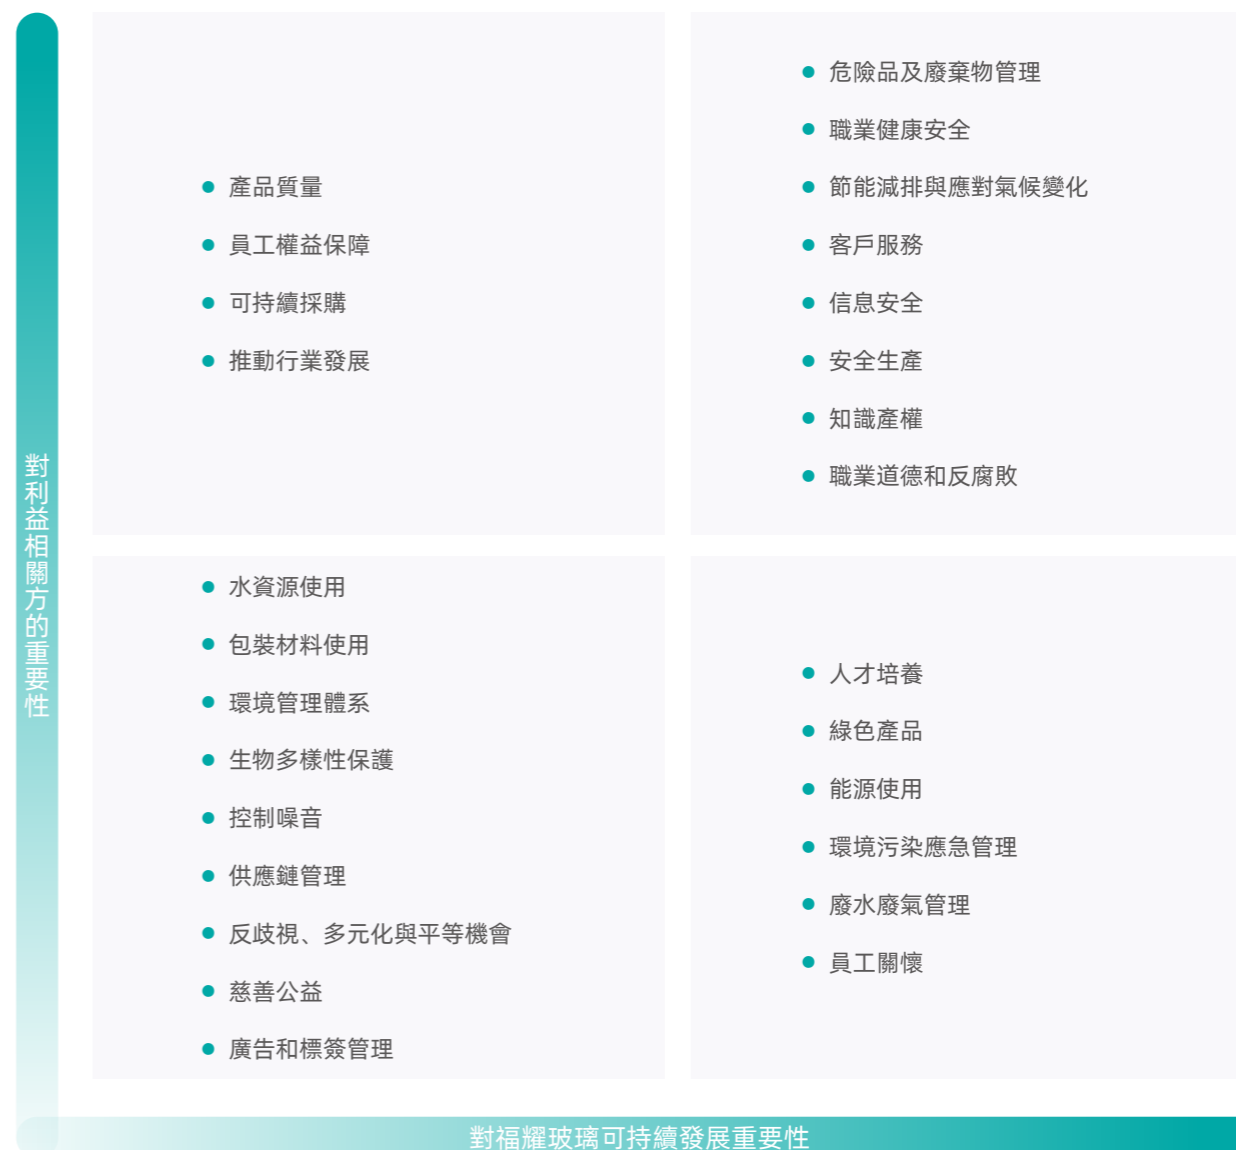 對利益相關方的重要性
產品質量
員工權益保障
可持續採購
推動行業發展
危險品及廢棄物管理
職業健康安全
節能減排與應對氣候變化
客戶服務
信息安全
安全生產
知識產權
職業道德和反腐敗
水資源使用
包裝材料使用
環境管理體系
生物多樣性保護
控制噪音
供應鏈管理
反歧視、多元化與平等機會
慈善公益
廣告和標簽管理
人才培養
綠色產品
能源使用
環境污染應急管理
廢水廢氣管理
員工關懷
對福耀玻璃可持續發展重要性